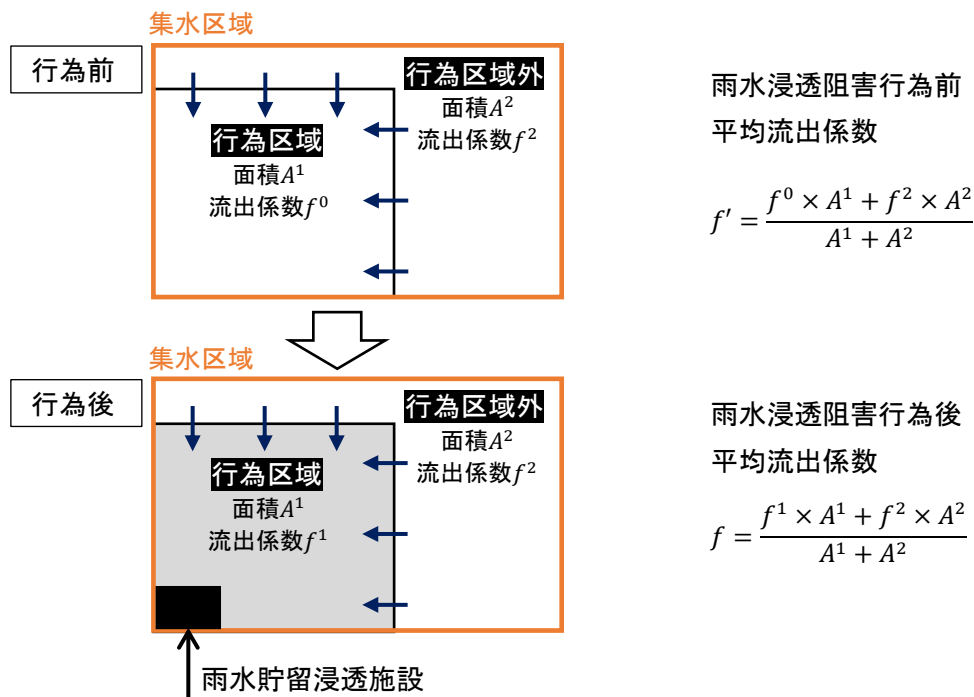 集水区域
行為前
行為区域外
面積A²
流出係数f²
行為区域
面積A¹
流出係数f⁰
雨水浸透阻害行為前
平均流出係数
f′ = (f⁰ × A¹ + f² × A²) / (A¹ + A²)
集水区域
行為後
行為区域外
面積A²
流出係数f²
行為区域
面積A¹
流出係数f¹
雨水貯留浸透施設
雨水浸透阻害行為後
平均流出係数
f = (f¹ × A¹ + f² × A²) / (A¹ + A²)